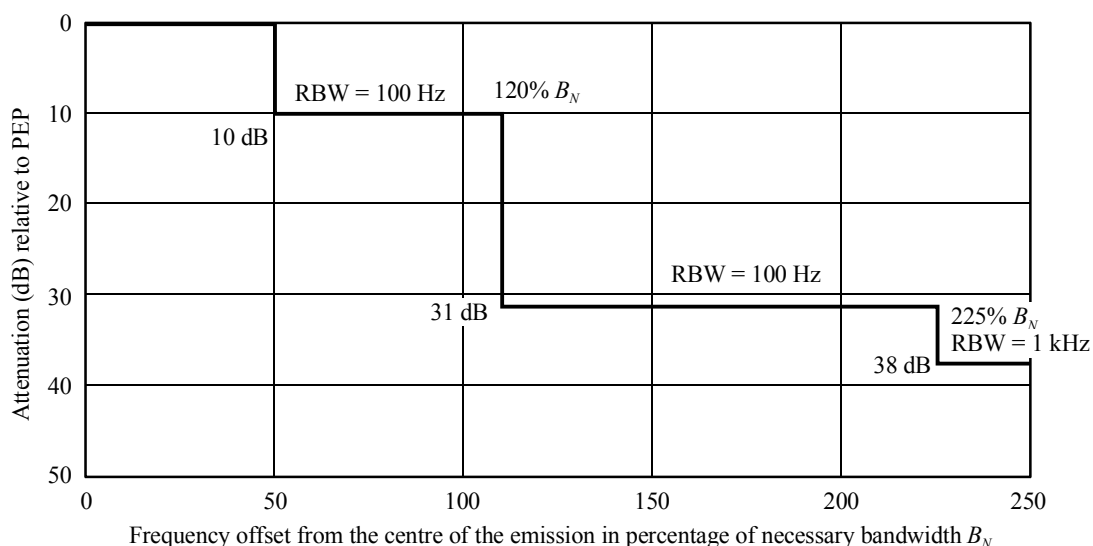 0
10
20
30
40
50
Attenuation (dB) relative to PEP
RBW = 100 Hz
120% B_N
10 dB
RBW = 100 Hz
31 dB
225% B_N
RBW = 1 kHz
38 dB
0
50
100
150
200
250
Frequency offset from the centre of the emission in percentage of necessary bandwidth B_N